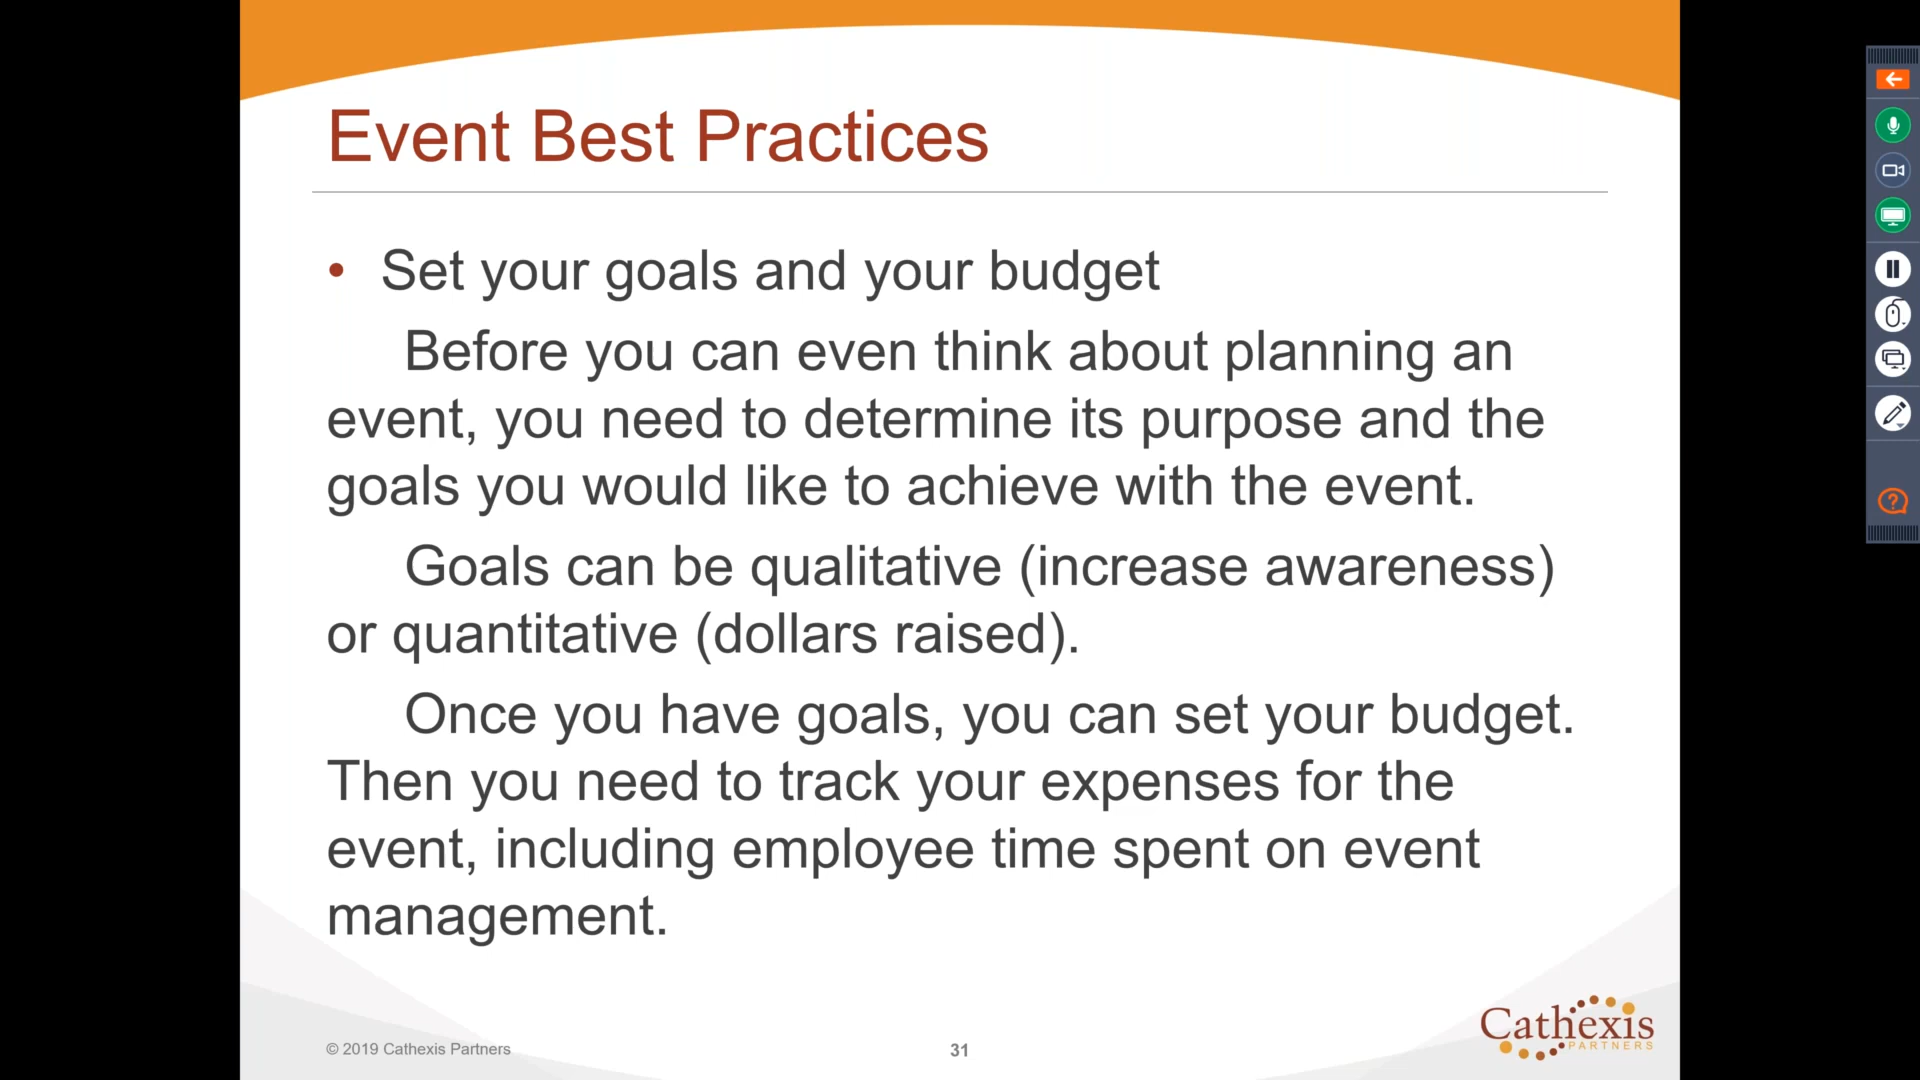 Event Best Practices
• Set your goals and your budget
Before you can even think about planning an
event, you need to determine its purpose and the
goals you would like to achieve with the event.
Goals can be qualitative (increase awareness)
or quantitative (dollars raised).
Once you have goals, you can set your budget.
Then you need to track your expenses for the
event, including employee time spent on event
management.
© 2019 Cathexis Partners
31
Cathexis
PARTNERS